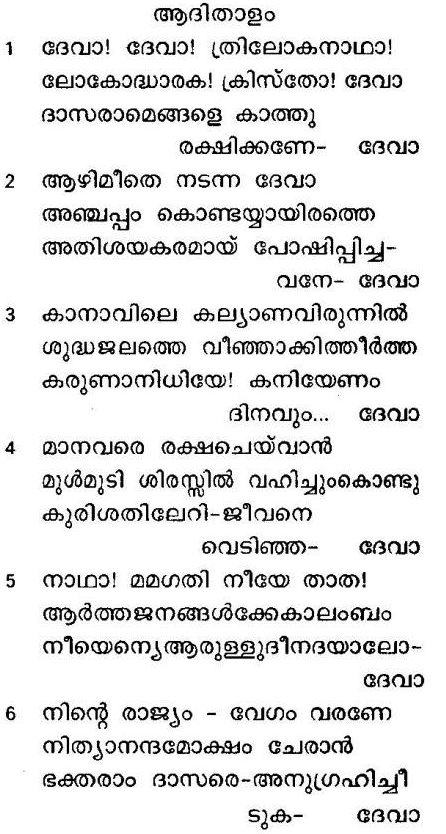 ആദിതാളം
1 ദേവാ! ദേവാ! ത്രിലോകനാഥാ!
ലോകോദ്ധാരക! ക്രിസ്തോ! ദേവാ
ദാസരാമെങ്ങളെ കാത്തു
രക്ഷിക്കണേ- ദേവാ
2 ആഴിമീതെ നടന്ന ദേവാ
അഞ്ചപ്പം കൊണ്ടയ്യായിരത്തെ
അതിശയകരമായ് പോഷിപ്പിച്ച-
വനേ- ദേവാ
3 കാനാവിലെ കല്യാണവിരുന്നിൽ
ശുദ്ധജലത്തെ വീഞ്ഞാക്കിത്തീർത്ത
കരുണാനിധിയേ! കനിയേണം
ദിനവും... ദേവാ
4 മാനവരെ രക്ഷചെയ്‌വാൻ
മുൾമുടി ശിരസ്സിൽ വഹിച്ചുംകൊണ്ടു
കുരിശതിലേറി-ജീവനെ
വെടിഞ്ഞ- ദേവാ
5 നാഥാ! മമഗതി നീയേ താത!
ആർത്തജനങ്ങൾക്കേകാലംബം
നീയെന്യെആരുള്ളുദീനദയാലോ-
ദേവാ
6 നിന്റെ രാജ്യം - വേഗം വരണേ
നിത്യാനന്ദമോക്ഷം ചേരാൻ
ഭക്തരാം ദാസരെ-അനുഗ്രഹിച്ചീ
ടുക- ദേവാ